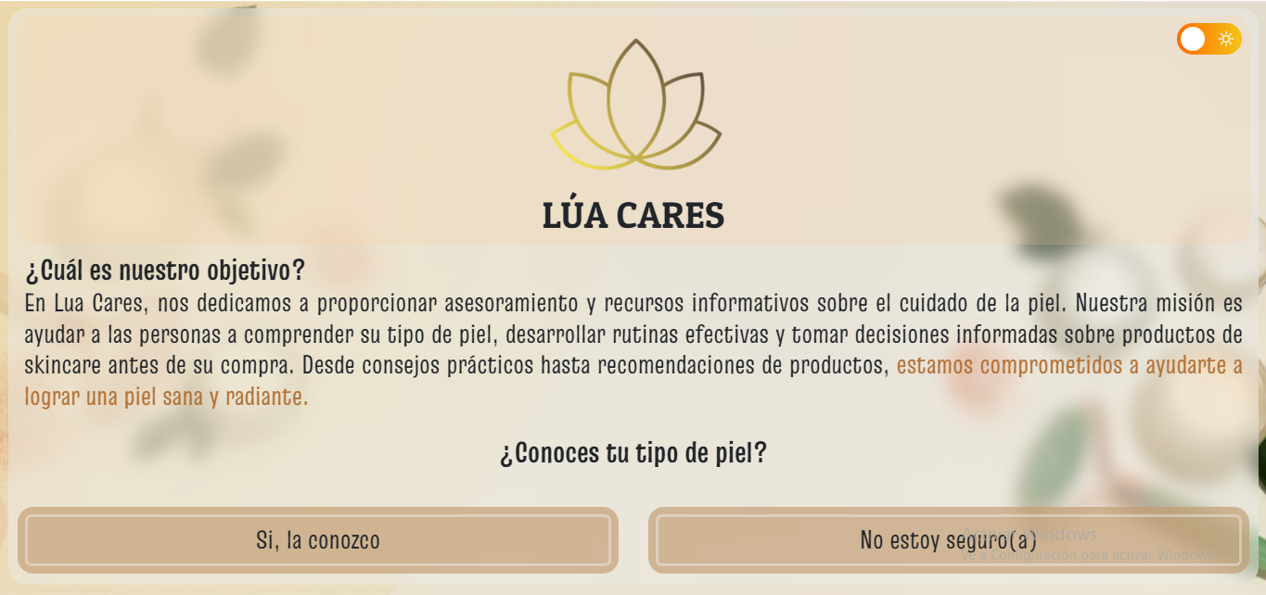 LÚA CARES
¿Cuál es nuestro objetivo?
En Lua Cares, nos dedicamos a proporcionar asesoramiento y recursos informativos sobre el cuidado de la piel. Nuestra misión es
ayudar a las personas a comprender su tipo de piel, desarrollar rutinas efectivas y tomar decisiones informadas sobre productos de
skincare antes de su compra. Desde consejos prácticos hasta recomendaciones de productos, estamos comprometidos a ayudarte a
lograr una piel sana y radiante.
¿Conoces tu tipo de piel?
Si, la conozco
No estoy seguro(a)
Activar Windows
Ve a Configuración para activar Windows.